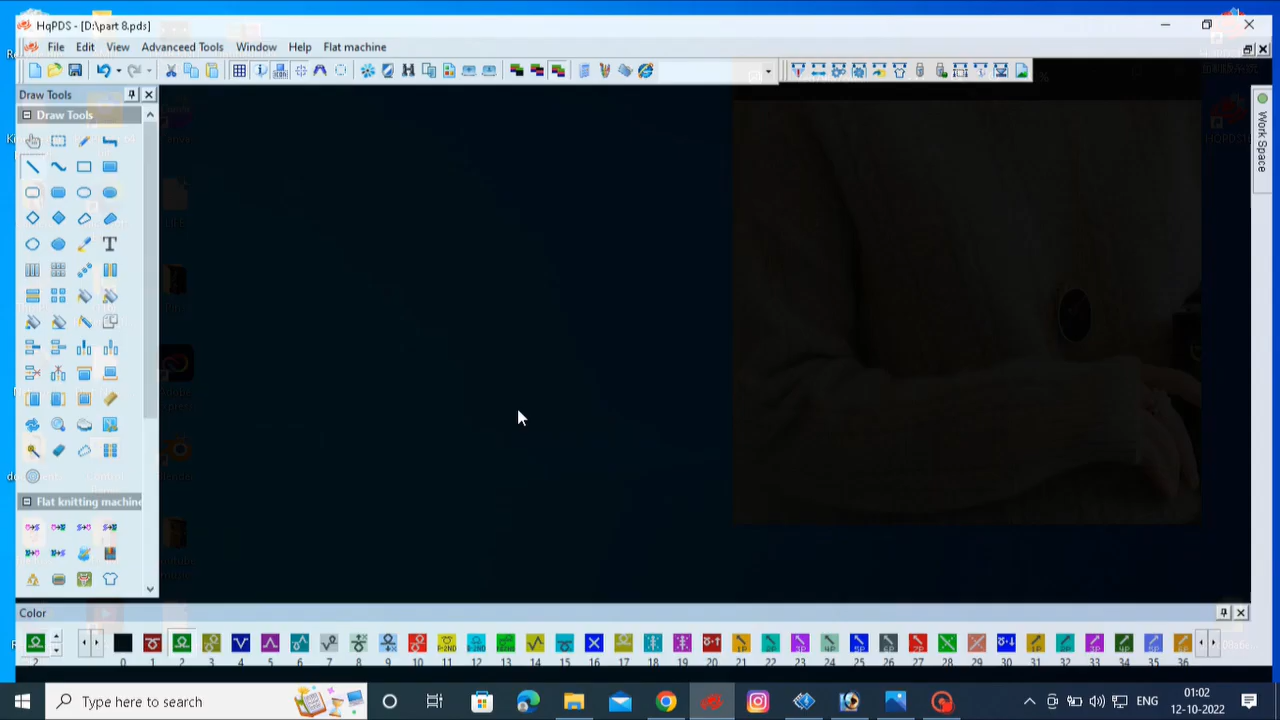 HqPDS - [D:\part 8.pds]
File Edit View Advanceed Tools Window Help Flat machine
Draw Tools
Draw Tools
T
Work Space
Flat knitting machine
Color
2 0 1 2 3 4 5 6 7 8 9 10 11 12 13 14 15 16 17 18 19 20 21 22 23 24 25 26 27 28 29 30 31 32 33 34 35 36
Type here to search
ENG
01:02
12-10-2022